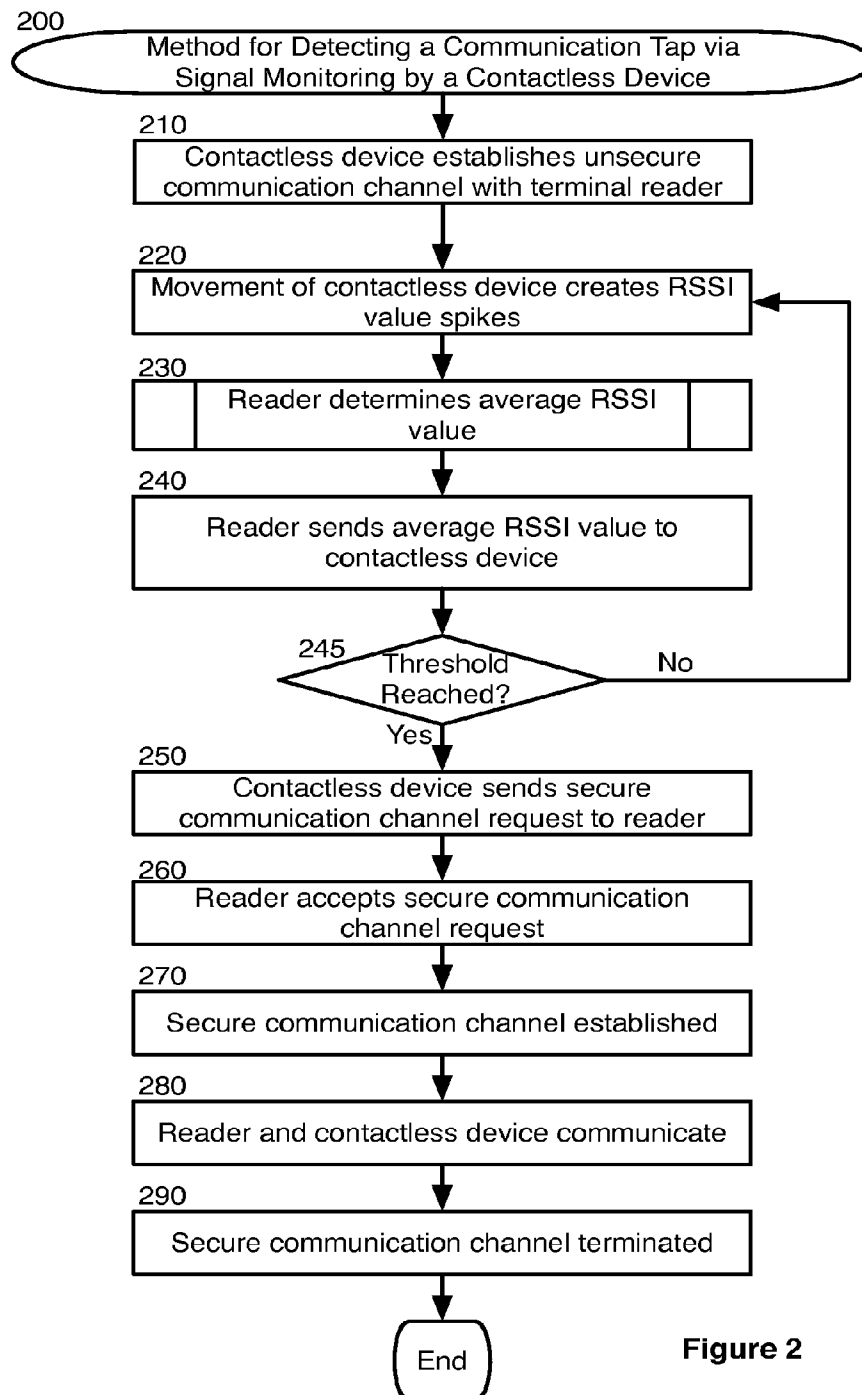 200
Method for Detecting a Communication Tap via
Signal Monitoring by a Contactless Device
210
Contactless device establishes unsecure
communication channel with terminal reader
220
Movement of contactless device creates RSSI
value spikes
230
Reader determines average RSSI
value
240
Reader sends average RSSI value to
contactless device
245
Threshold
Reached?
No
Yes
250
Contactless device sends secure
communication channel request to reader
260
Reader accepts secure communication
channel request
270
Secure communication channel established
280
Reader and contactless device communicate
290
Secure communication channel terminated
End
Figure 2